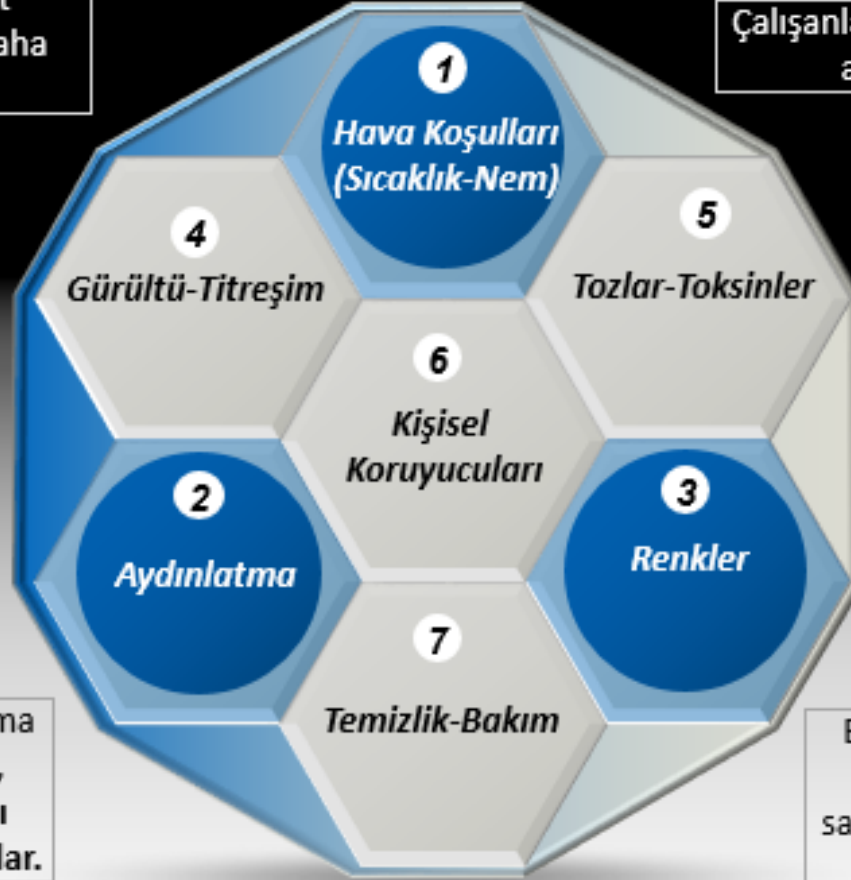 aha
Çalışanla
1
Hava Koşulları
(Sıcaklık-Nem)
4
Gürültü-Titreşim
5
Tozlar-Toksinler
6
Kişisel
Koruyucuları
2
Aydınlatma
3
Renkler
7
Temizlik-Bakım
ma
ı
lar.
sa